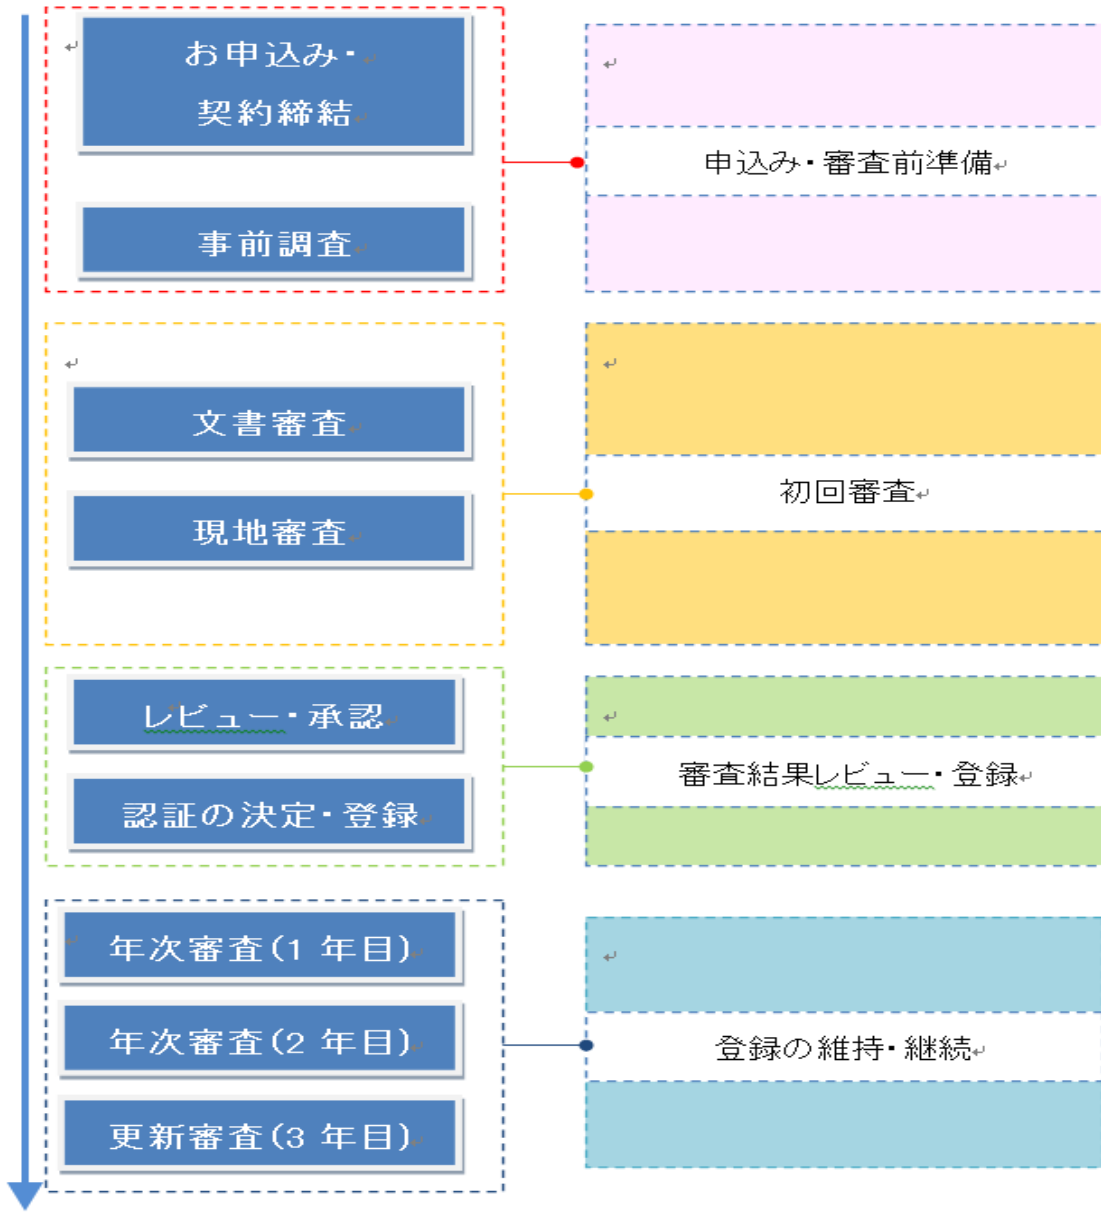 お申込み・
契約締結
事前調査
申込み・審査前準備
文書審査
現地審査
初回審査
レビュー・承認
認証の決定・登録
審査結果レビュー・登録
年次審査(1 年目)
年次審査(2 年目)
更新審査(3 年目)
登録の維持・継続